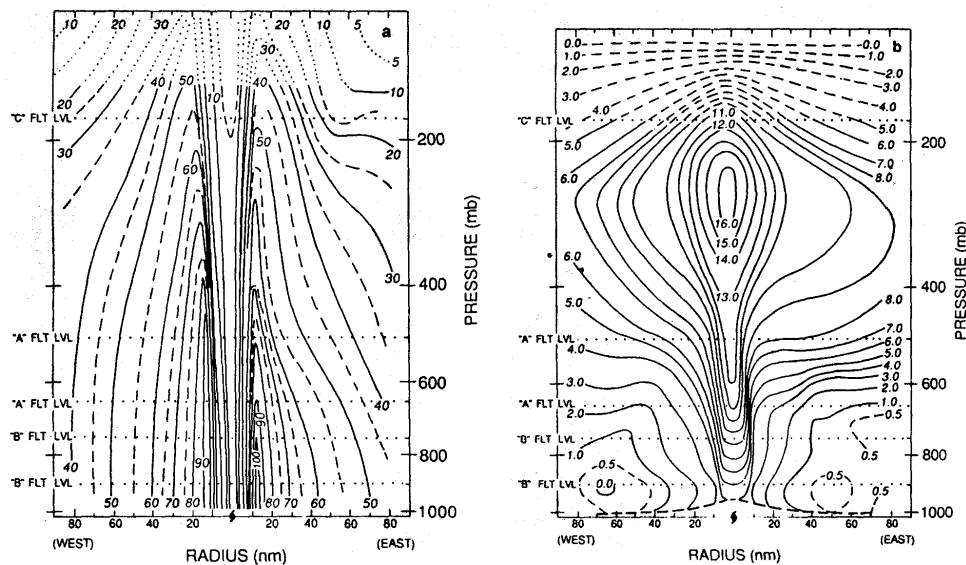 10 20 30 20 10 5 a
30
5
40 50 40
10
10
20
"C" FLT LVL
200
30 50 20
60
30
400
"A" FLT LVL
600
"A" FLT LVL 40
90
"B" FLT LVL
800
40 90 100
"B" FLT LVL
50 60 70 80 80 70 60 50
1000
80 60 40 20 20 40 60 80
(WEST) (EAST)
RADIUS (nm)
PRESSURE (mb)
b
0.0 -0.0
1.0 -1.0
2.0 -2.0
3.0 -3.0
4.0 -4.0
"C" FLT LVL 11.0
12.0 5.0
5.0 6.0
200
7.0
6.0 8.0
16.0
15.0
6.0 14.0
400
5.0 13.0 8.0
7.0
"A" FLT LVL
4.0 6.0
5.0
4.0
3.0 3.0
600
2.0
"A" FLT LVL
2.0 1.0
0.5
"B" FLT LVL
1.0 0.5
800
0.5 0.5
"B" FLT LVL 0.0 0.5
1000
80 60 40 20 20 40 60 80
(WEST) (EAST)
RADIUS (nm)
PRESSURE (mb)